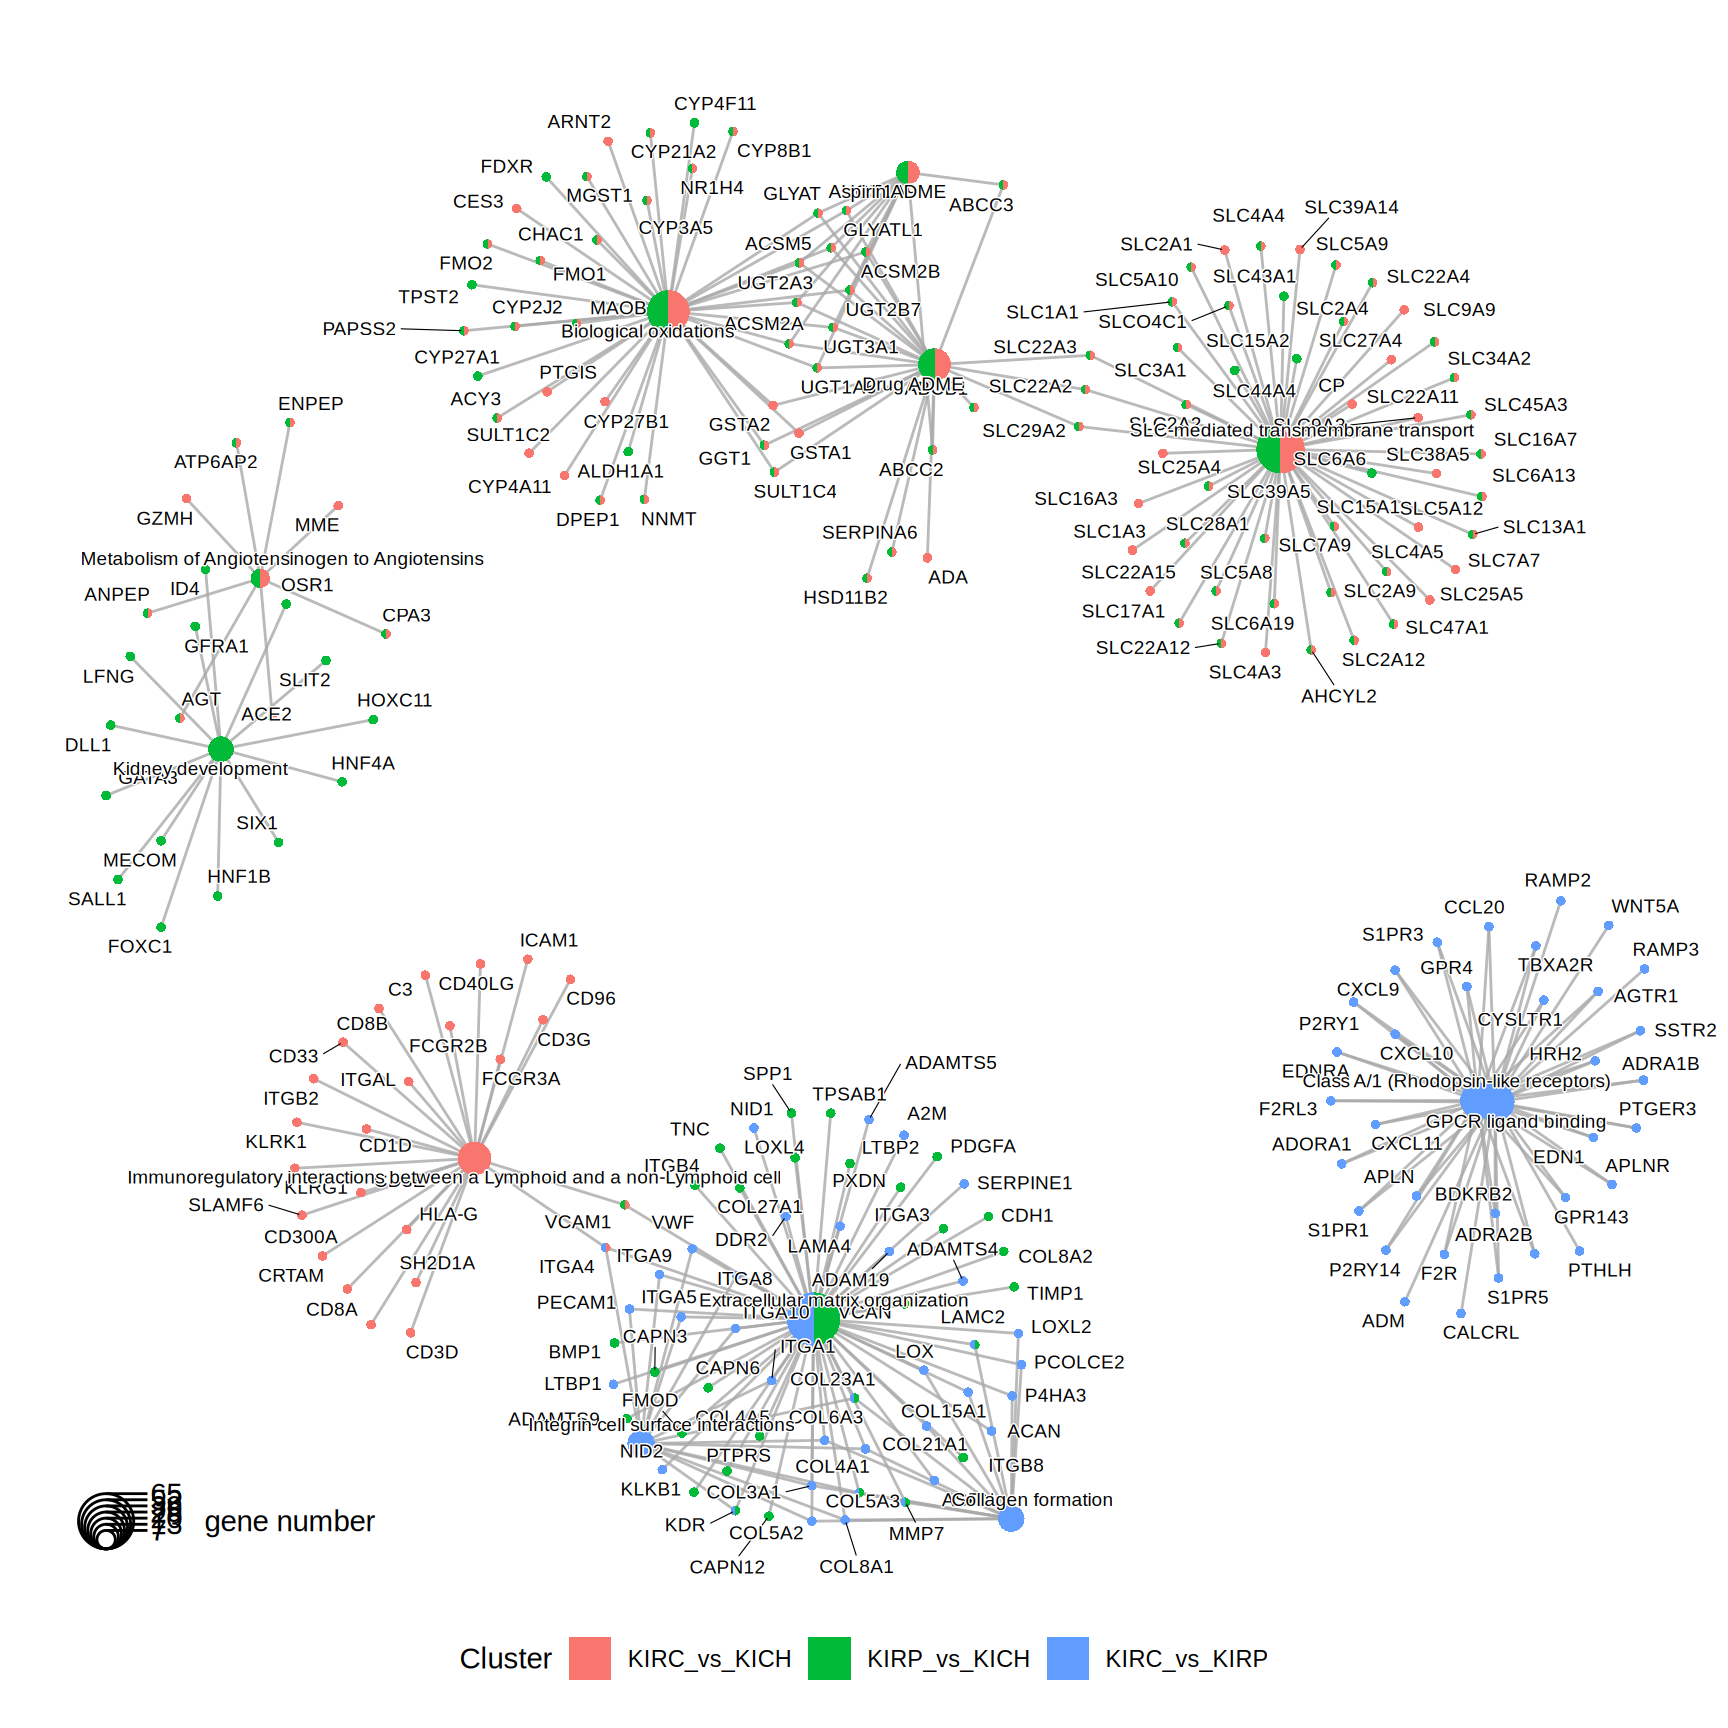 CYP4F11
ARNT2
CYP21A2
CYP8B1
FDXR
MGST1
NR1H4
GLYAT
Aspirin ADME
ABCC3
CES3
CYP3A5
CHAC1
ACSM5
GLYATL1
FMO2
FMO1
ACSM2B
TPST2
UGT2A3
CYP2J2
MAOB
UGT2B7
PAPSS2
Biological oxidations
ACSM2A
CYP27A1
UGT3A1
PTGIS
Drug ADME
ACY3
CYP27B1
GSTA2
SULT1C2
GGT1
GSTA1
ABCC2
CYP4A11
ALDH1A1
SULT1C4
DPEP1
NNMT
SERPINA6
ADA
HSD11B2
SLC39A14
SLC4A4
SLC2A1
SLC5A9
SLC5A10
SLC43A1
SLC22A4
SLC1A1
SLCO4C1
SLC2A4
SLC9A9
SLC22A3
SLC15A2
SLC27A4
SLC3A1
SLC34A2
SLC22A2
SLC44A4
CP
SLC22A11
SLC45A3
SLC29A2
SLC-mediated transmembrane transport
SLC16A7
SLC25A4
SLC6A6
SLC38A5
SLC6A13
SLC16A3
SLC39A5
SLC15A1
SLC5A12
SLC1A3
SLC28A1
SLC13A1
SLC7A9
SLC4A5
SLC7A7
SLC22A15
SLC5A8
SLC2A9
SLC25A5
SLC17A1
SLC6A19
SLC47A1
SLC22A12
SLC4A3
SLC2A12
AHCYL2
ENPEP
ATP6AP2
GZMH
MME
Metabolism of Angiotensinogen to Angiotensins
ANPEP
ID4
OSR1
CPA3
GFRA1
LFNG
SLIT2
AGT
ACE2
HOXC11
DLL1
Kidney development
GATA3
HNF4A
SIX1
MECOM
HNF1B
SALL1
FOXC1
ICAM1
C3
CD40LG
CD96
CD8B
FCGR2B
CD3G
CD33
ITGAL
FCGR3A
ITGB2
KLRK1
CD1D
Immunoregulatory interactions between a Lymphoid and a non-Lymphoid cell
KLRG1
SLAMF6
HLA-G
CD300A
SH2D1A
CRTAM
CD8A
CD3D
RAMP2
CCL20
WNT5A
S1PR3
GPR4
TBXA2R
RAMP3
CXCL9
AGTR1
P2RY1
CYSLTR1
SSTR2
CXCL10
HRH2
ADRA1B
EDNRA
Class A/1 (Rhodopsin-like receptors)
F2RL3
GPCR ligand binding
PTGER3
ADORA1
CXCL11
EDN1
APLNR
APLN
BDKRB2
GPR143
S1PR1
ADRA2B
P2RY14
F2R
PTHLH
S1PR5
ADM
CALCRL
ADAMTS5
SPP1
TPSAB1
NID1
A2M
TNC
LOXL4
LTBP2
PDGFA
ITGB4
PXDN
SERPINE1
COL27A1
ITGA3
CDH1
VCAM1
VWF
DDR2
LAMA4
ADAMTS4
COL8A2
ITGA4
ITGA9
ITGA8
ADAM19
TIMP1
PECAM1
ITGA5
Extracellular matrix organization
ITGA10
VCAN
LAMC2
LOXL2
CAPN3
ITGA1
LOX
BMP1
PCOLCE2
CAPN6
LTBP1
COL23A1
P4HA3
FMOD
COL4A5
COL6A3
COL15A1
ADAMTS9
Integrin cell surface interactions
ACAN
NID2
PTPRS
COL21A1
COL4A1
ITGB8
KLKB1
COL3A1
COL5A3
Collagen formation
KDR
COL5A2
MMP7
CAPN12
COL8A1
gene number
Cluster
KIRC_vs_KICH
KIRP_vs_KICH
KIRC_vs_KIRP